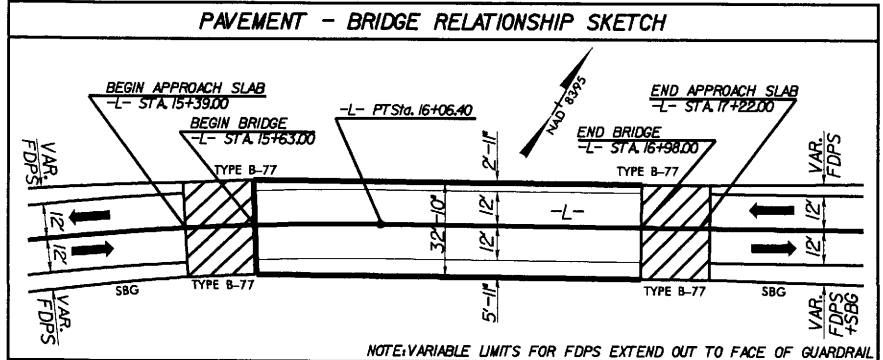 PAVEMENT - BRIDGE RELATIONSHIP SKETCH
BEGIN APPROACH SLAB
-L- STA. 15+39.00
BEGIN BRIDGE
-L- STA. 15+63.00
-L- PTSta. 16+06.40
NAD 83/95
END APPROACH SLAB
-L- STA. 17+22.00
END BRIDGE
-L- STA. 16+98.00
VAR.
FDPS
TYPE B-77
2'-11"
TYPE B-77
VAR.
FDPS
12'
12'
32'-10"
12'
12'
-L-
12'
12'
SBG
TYPE B-77
5'-11"
TYPE B-77
SBG
VAR.
FDPS
VAR.
FDPS
+SBG
NOTE: VARIABLE LIMITS FOR FDPS EXTEND OUT TO FACE OF GUARDRAIL